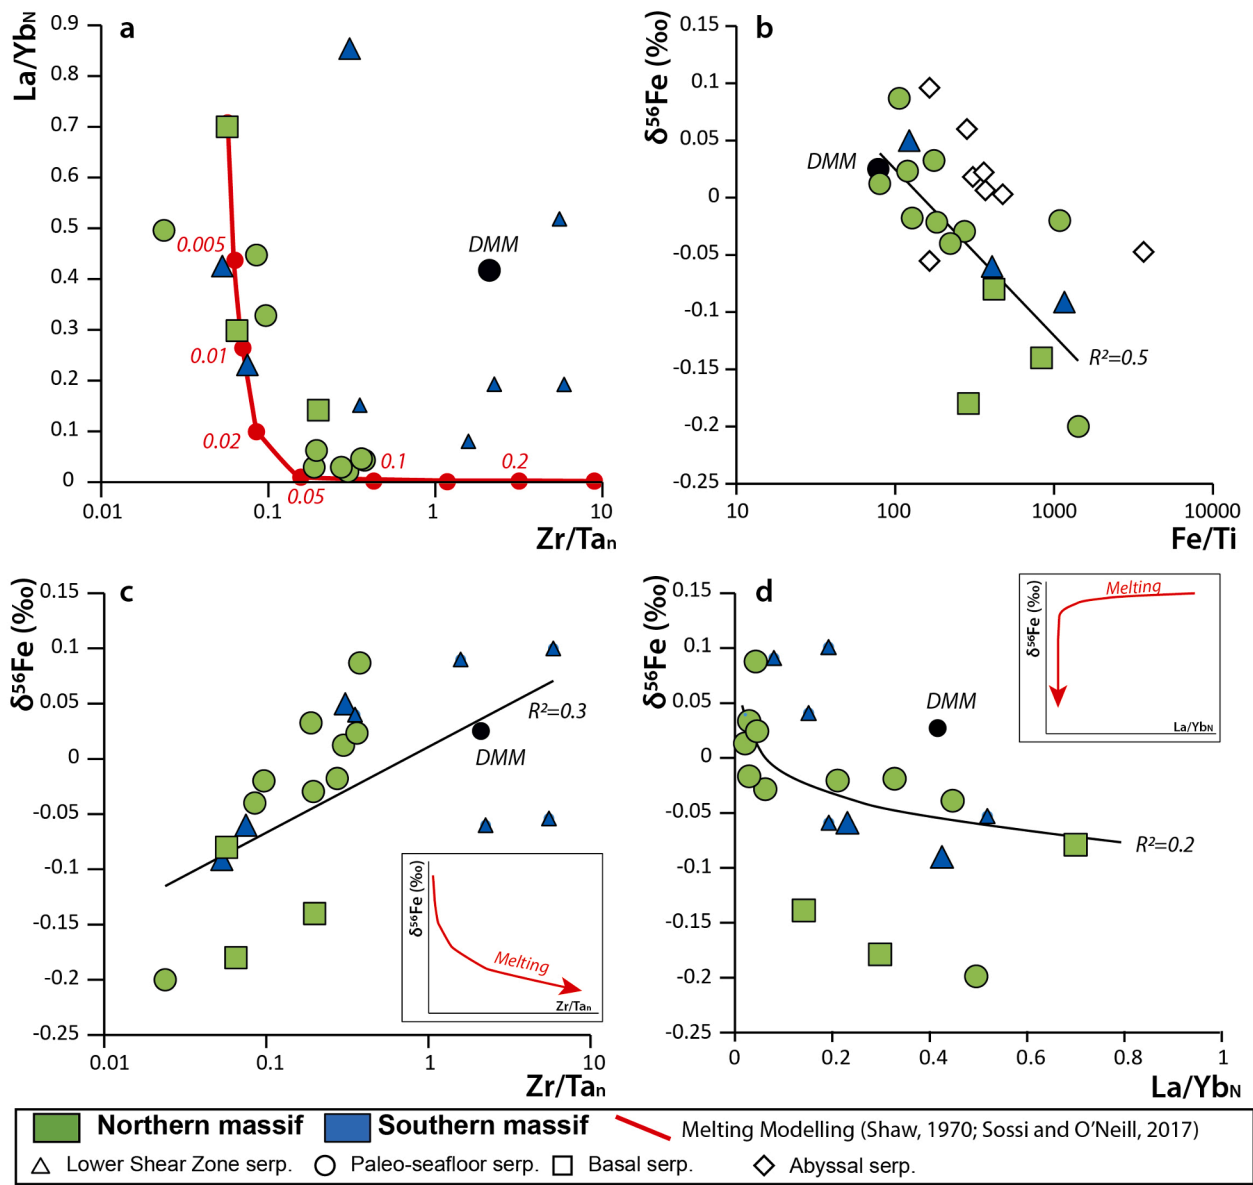 a
La/YbN
0.9
0.8
0.7
0.6
0.5
0.4
0.3
0.2
0.1
0
0.005
0.01
0.02
0.05
0.1
0.2
DMM
0.01
0.1
1
10
Zr/Tan
b
δ⁵⁶Fe (‰)
0.15
0.1
0.05
0
-0.05
-0.1
-0.15
-0.2
-0.25
DMM
R²=0.5
10
100
1000
10000
Fe/Ti
c
δ⁵⁶Fe (‰)
0.15
0.1
0.05
0
-0.05
-0.1
-0.15
-0.2
-0.25
R²=0.3
DMM
δ⁵⁶Fe (‰)
Melting
Zr/Tan
0.01
0.1
1
10
Zr/Tan
d
δ⁵⁶Fe (‰)
0.15
0.1
0.05
0
-0.05
-0.1
-0.15
-0.2
-0.25
Melting
δ⁵⁶Fe (‰)
La/YbN
DMM
R²=0.2
0
0.2
0.4
0.6
0.8
1
La/YbN
Northern massif
Southern massif
Melting Modelling (Shaw, 1970; Sossi and O'Neill, 2017)
Lower Shear Zone serp.
Paleo-seafloor serp.
Basal serp.
Abyssal serp.